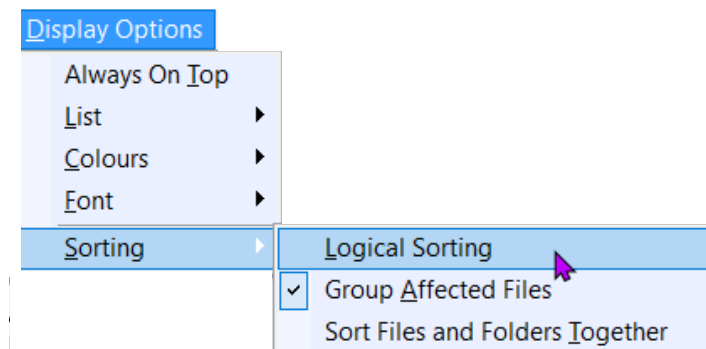 Display Options
Always On Top
List
Colours
Font
Sorting
Logical Sorting
Group Affected Files
Sort Files and Folders Together